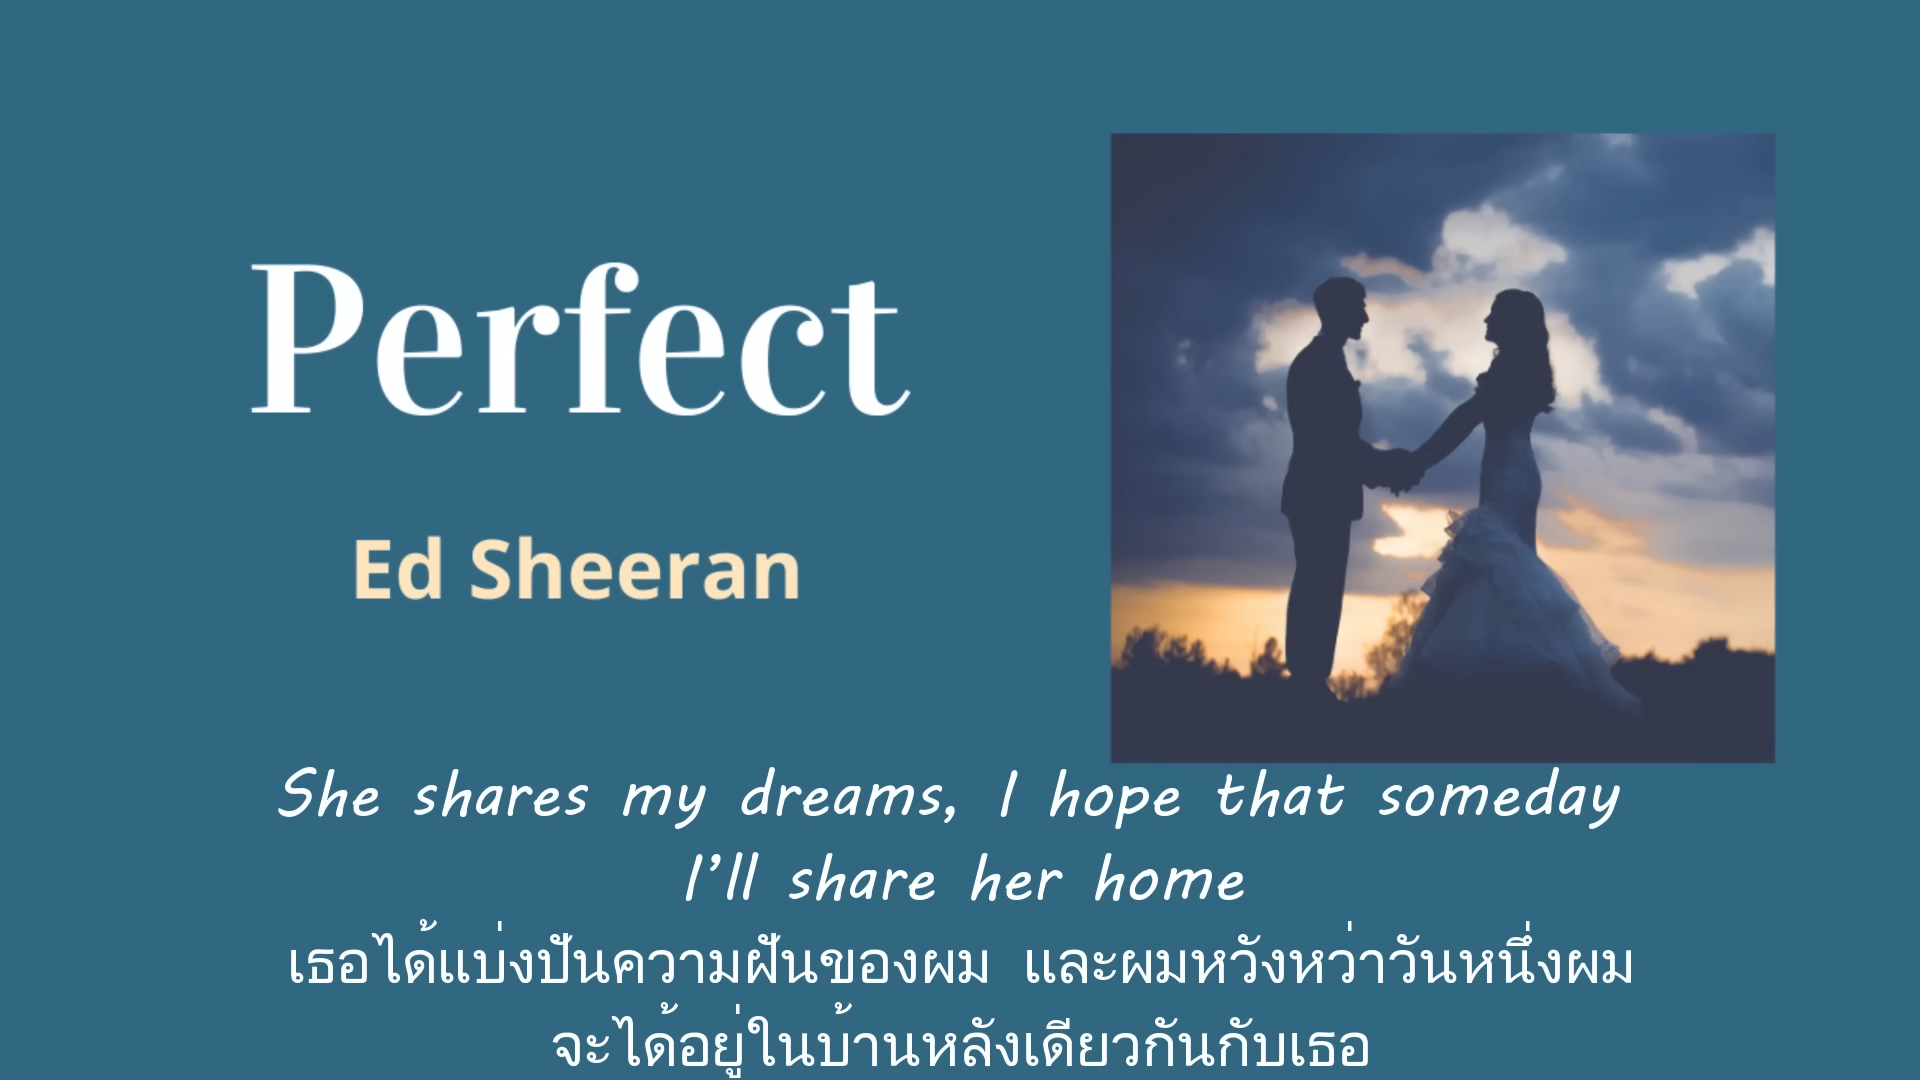 Perfect
Ed Sheeran
She shares my dreams, I hope that someday
I'll share her home
เธอได้แบ่งปันความฝันของผม และผมหวังหว่าวันหนึ่งผม
จะได้อยู่ในบ้านหลังเดียวกันกับเธอ